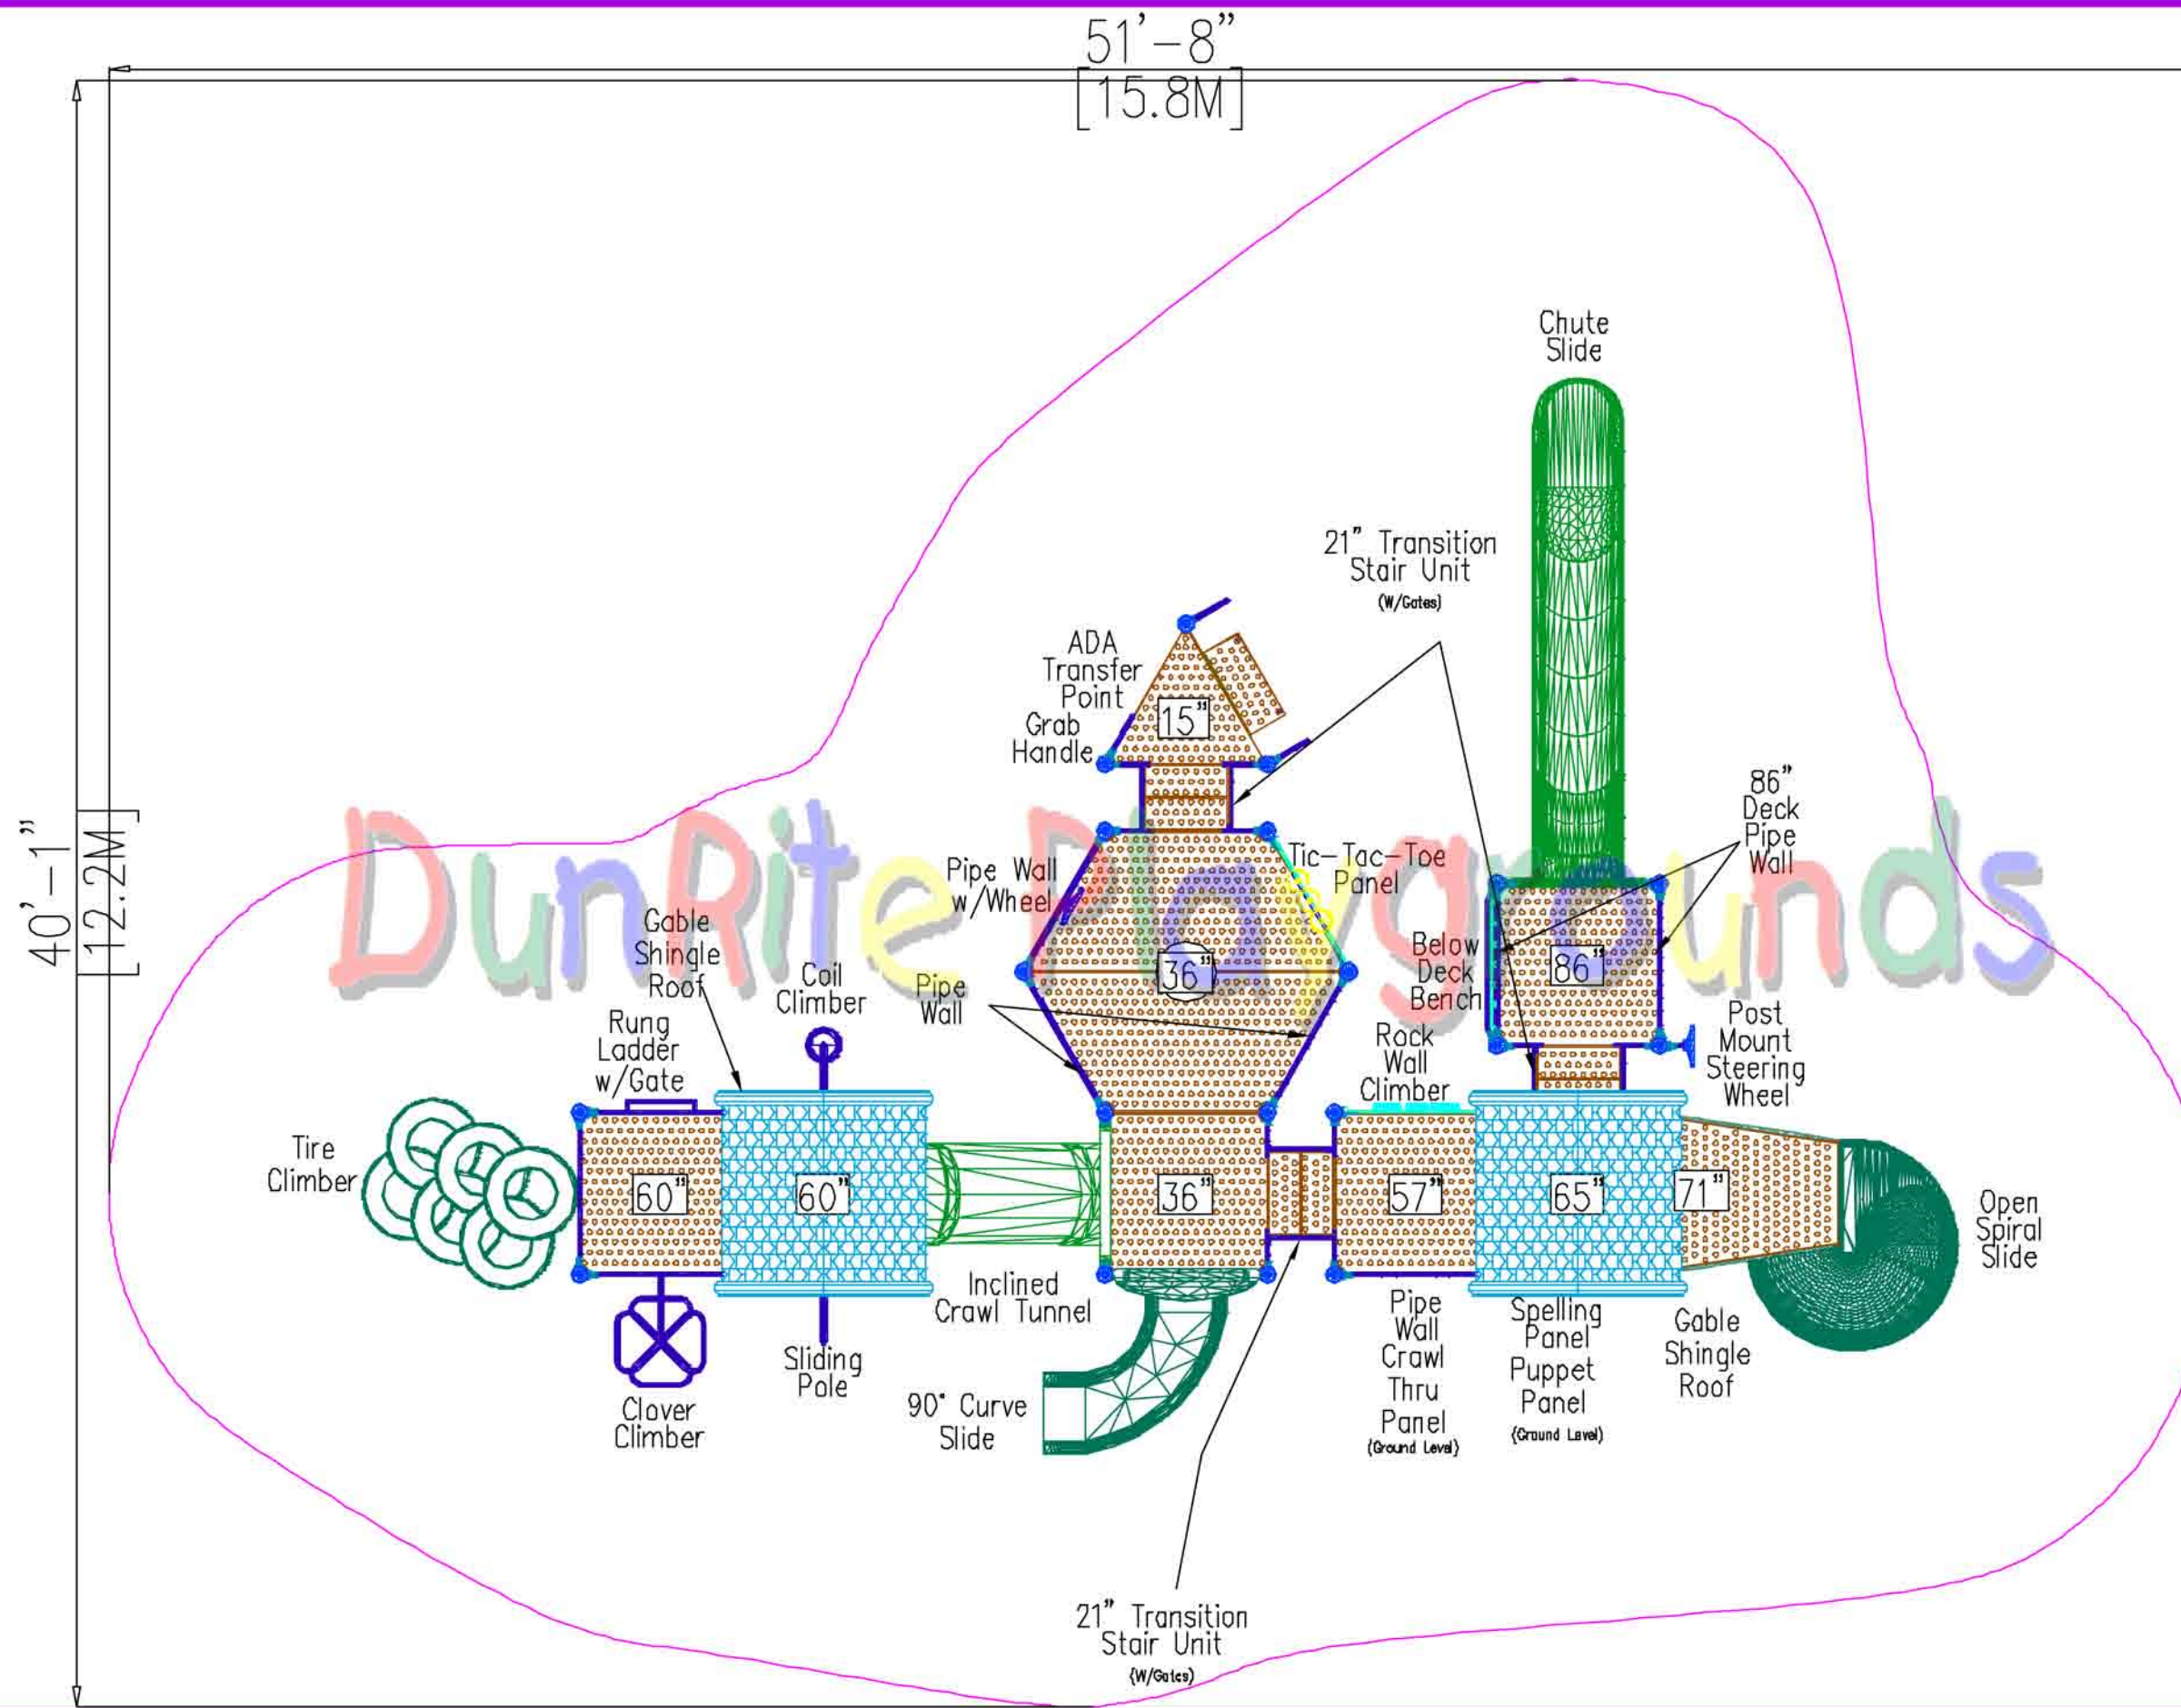 51'-8"
[15.8M]
40'-1"
[12.2M]
DunRite Playgrounds
Chute
Slide
21" Transition
Stair Unit
(W/Gates)
ADA
Transfer
Point
Grab
Handle
15"
86"
Deck
Pipe
Wall
Tic-Tac-Toe
Panel
Pipe Wall
w/Wheel
Gable
Shingle
Roof
Coil
Climber
Pipe
Wall
36"
Below
Deck
Bench
86"
Rung
Ladder
w/Gate
Rock
Wall
Climber
Post
Mount
Steering
Wheel
Tire
Climber
60"
60"
36"
57"
65"
71"
Open
Spiral
Slide
Inclined
Crawl Tunnel
Sliding
Pole
Clover
Climber
90° Curve
Slide
Pipe
Wall
Crawl
Thru
Panel
(Ground Level)
Spelling
Panel
Puppet
Panel
(Ground Level)
Gable
Shingle
Roof
21" Transition
Stair Unit
(W/Gates)